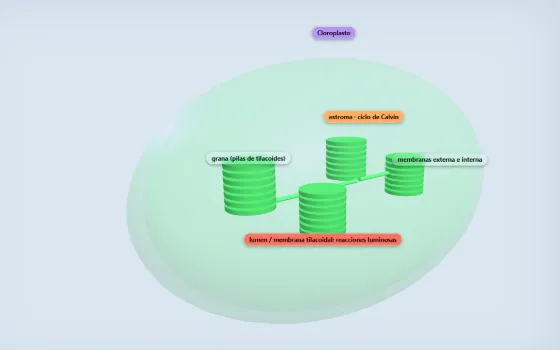 Cloroplasto
estroma · ciclo de Calvin
grana (pilas de tilacoides)
membranas externa e interna
lumen / membrana tilacoidal: reacciones luminosas